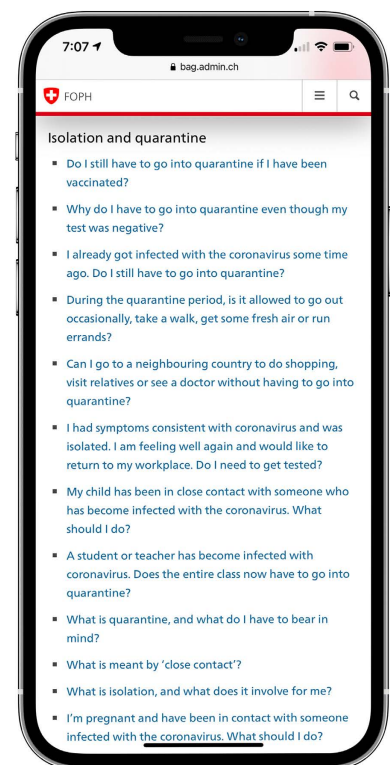 7:07
bag.admin.ch
FOPH
Isolation and quarantine
▪ Do I still have to go into quarantine if I have been
vaccinated?
▪ Why do I have to go into quarantine even though my
test was negative?
▪ I already got infected with the coronavirus some time
ago. Do I still have to go into quarantine?
▪ During the quarantine period, is it allowed to go out
occasionally, take a walk, get some fresh air or run
errands?
▪ Can I go to a neighbouring country to do shopping,
visit relatives or see a doctor without having to go into
quarantine?
▪ I had symptoms consistent with coronavirus and was
isolated. I am feeling well again and would like to
return to my workplace. Do I need to get tested?
▪ My child has been in close contact with someone who
has become infected with the coronavirus. What
should I do?
▪ A student or teacher has become infected with
coronavirus. Does the entire class now have to go into
quarantine?
▪ What is quarantine, and what do I have to bear in
mind?
▪ What is meant by ‘close contact’?
▪ What is isolation, and what does it involve for me?
▪ I’m pregnant and have been in contact with someone
infected with the coronavirus. What should I do?